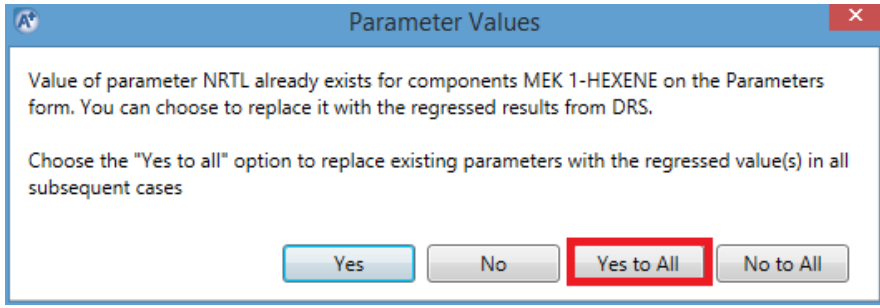 A+
Parameter Values
Value of parameter NRTL already exists for components MEK 1-HEXENE on the Parameters
form. You can choose to replace it with the regressed results from DRS.
Choose the "Yes to all" option to replace existing parameters with the regressed value(s) in all
subsequent cases
Yes No Yes to All No to All